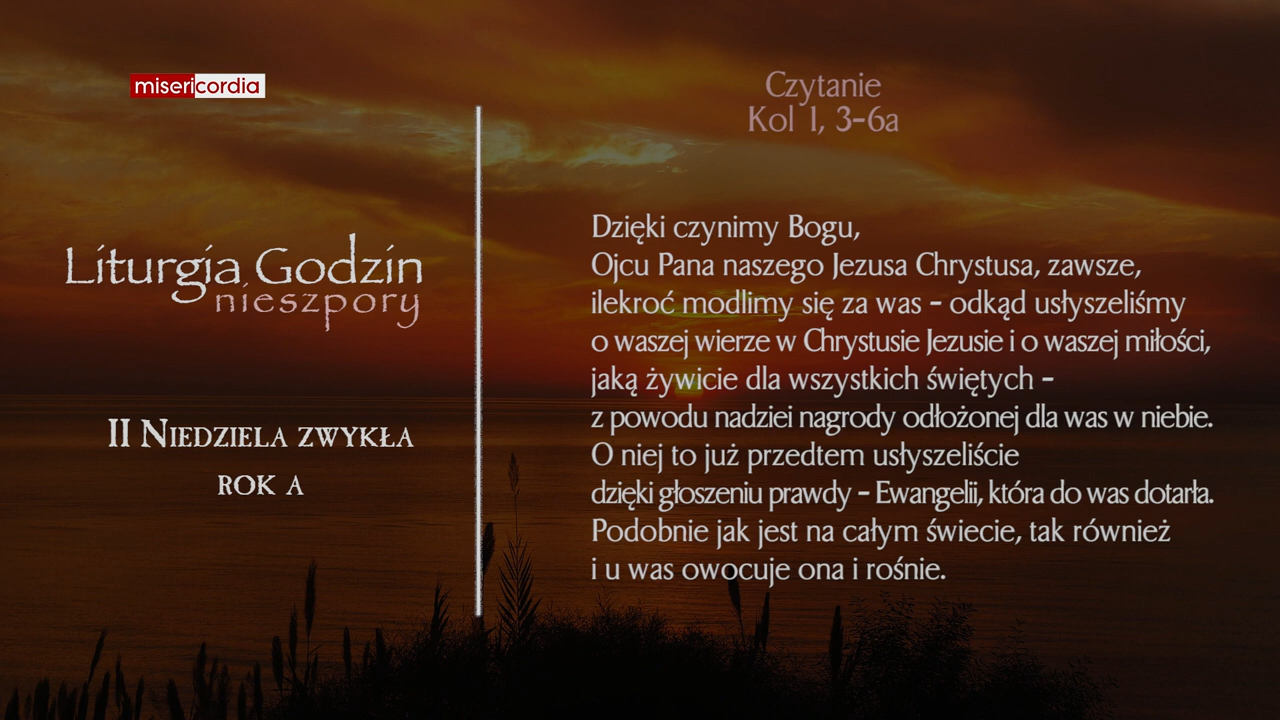 misericordia
Liturgia Godzin
nieszpory
II Niedziela zwykła
rok A
Czytanie
Kol 1, 3-6a
Dzięki czynimy Bogu,
Ojcu Pana naszego Jezusa Chrystusa, zawsze,
ilekroć modlimy się za was - odkąd usłyszeliśmy
o waszej wierze w Chrystusie Jezusie i o waszej miłości,
jaką żywicie dla wszystkich świętych -
z powodu nadziei nagrody odłożonej dla was w niebie.
O niej to już przedtem usłyszeliście
dzięki głoszeniu prawdy - Ewangelii, która do was dotarła.
Podobnie jak jest na całym świecie, tak również
i u was owocuje ona i rośnie.